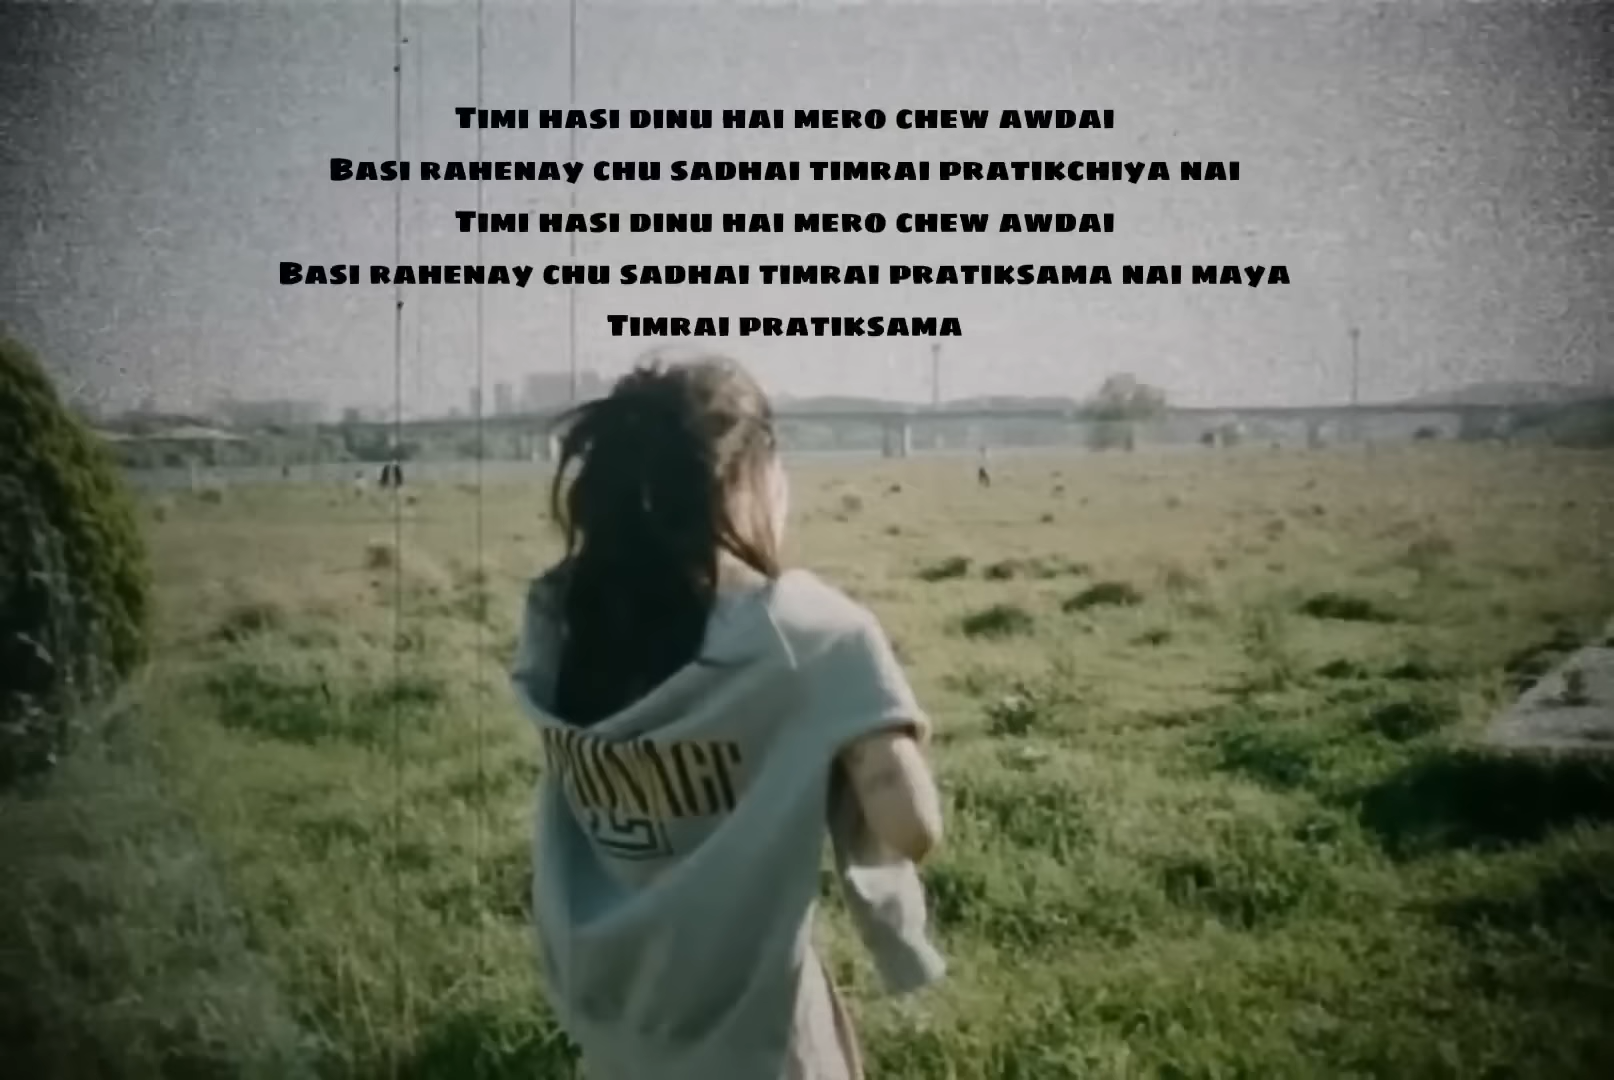 Timi hasi dinu hai mero chew awdai
Basi rahenay chu sadhai timrai pratikchiya nai
Timi hasi dinu hai mero chew awdai
Basi rahenay chu sadhai timrai pratiksama nai maya
Timrai pratiksama